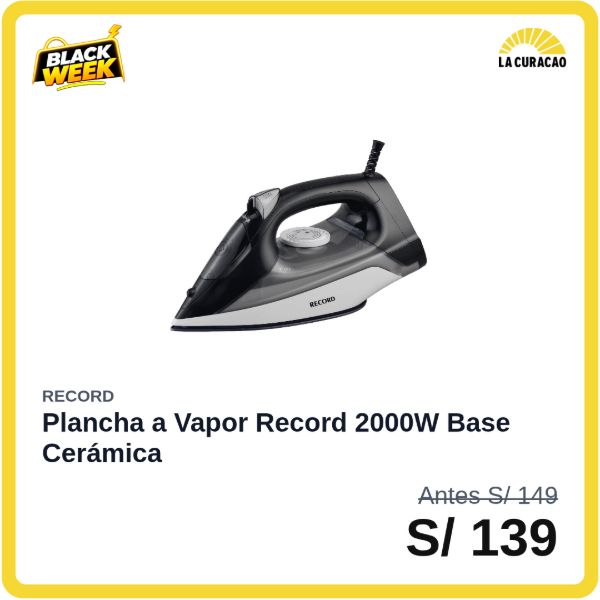 BLACK
WEEK
LA CURACAO
RECORD
RECORD
Plancha a Vapor Record 2000W Base
Cerámica
Antes S/ 149
S/ 139